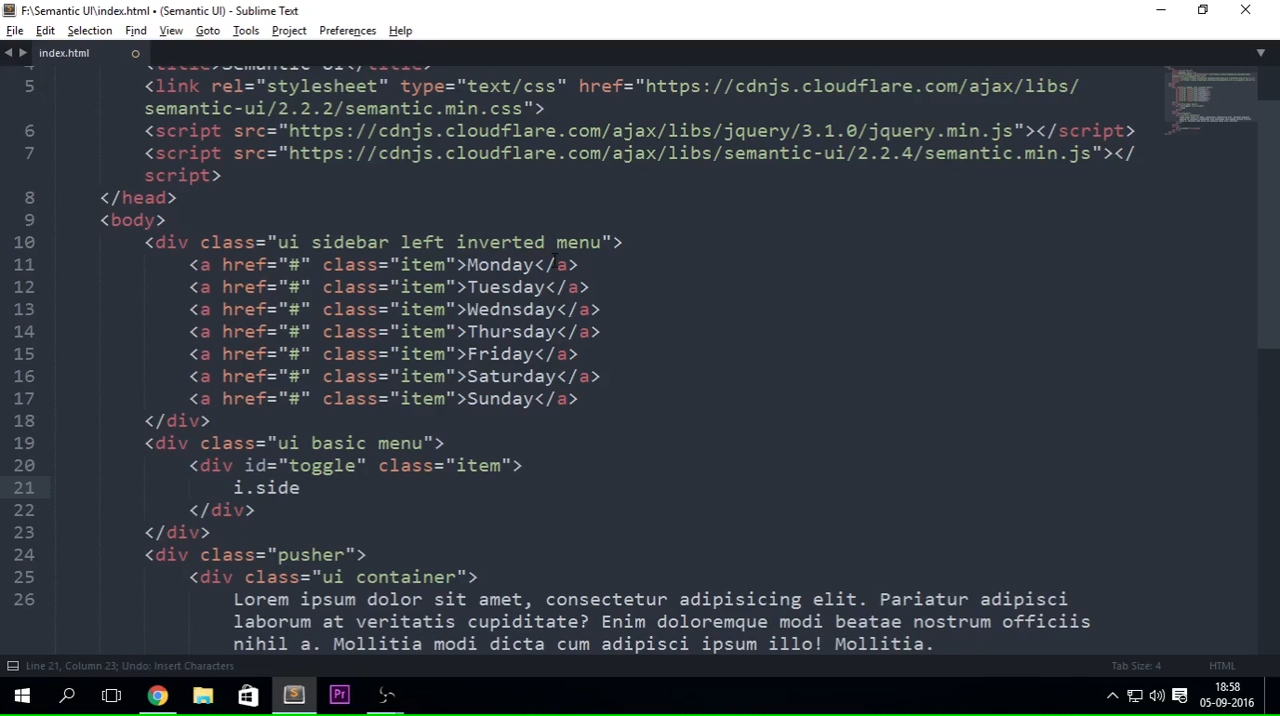 F:\Semantic UI\index.html • (Semantic UI) - Sublime Text
File Edit Selection Find View Goto Tools Project Preferences Help
index.html
4 <title>Semantic UI</title>
5 <link rel="stylesheet" type="text/css" href="https://cdnjs.cloudflare.com/ajax/libs/
semantic-ui/2.2.2/semantic.min.css">
6 <script src="https://cdnjs.cloudflare.com/ajax/libs/jquery/3.1.0/jquery.min.js"></script>
7 <script src="https://cdnjs.cloudflare.com/ajax/libs/semantic-ui/2.2.4/semantic.min.js"></
script>
8 </head>
9 <body>
10 <div class="ui sidebar left inverted menu">
11 <a href="#" class="item">Monday</a>
12 <a href="#" class="item">Tuesday</a>
13 <a href="#" class="item">Wednsday</a>
14 <a href="#" class="item">Thursday</a>
15 <a href="#" class="item">Friday</a>
16 <a href="#" class="item">Saturday</a>
17 <a href="#" class="item">Sunday</a>
18 </div>
19 <div class="ui basic menu">
20 <div id="toggle" class="item">
21 i.side
22 </div>
23 </div>
24 <div class="pusher">
25 <div class="ui container">
26 Lorem ipsum dolor sit amet, consectetur adipisicing elit. Pariatur adipisci
laborum at veritatis cupiditate? Enim doloremque modi beatae nostrum officiis
nihil a. Mollitia modi dicta cum adipisci ipsum illo! Mollitia.
Line 21, Column 23; Undo: Insert Characters
Tab Size: 4
HTML
Pr
18:58
05-09-2016